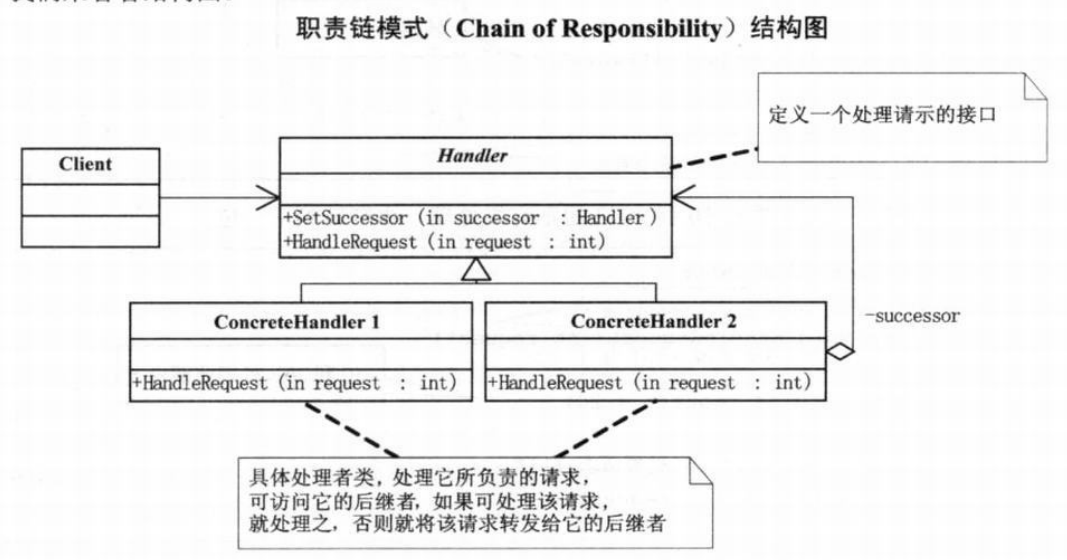 职责链模式（Chain of Responsibility）结构图
定义一个处理请示的接口
Client
Handler
+SetSuccessor (in successor : Handler)
+HandleRequest (in request : int)
ConcreteHandler 1
+HandleRequest (in request : int)
ConcreteHandler 2
+HandleRequest (in request : int)
-successor
具体处理者类，处理它所负责的请求，
可访问它的后继者，如果可处理该请求，
就处理之，否则就将该请求转发给它的后继者